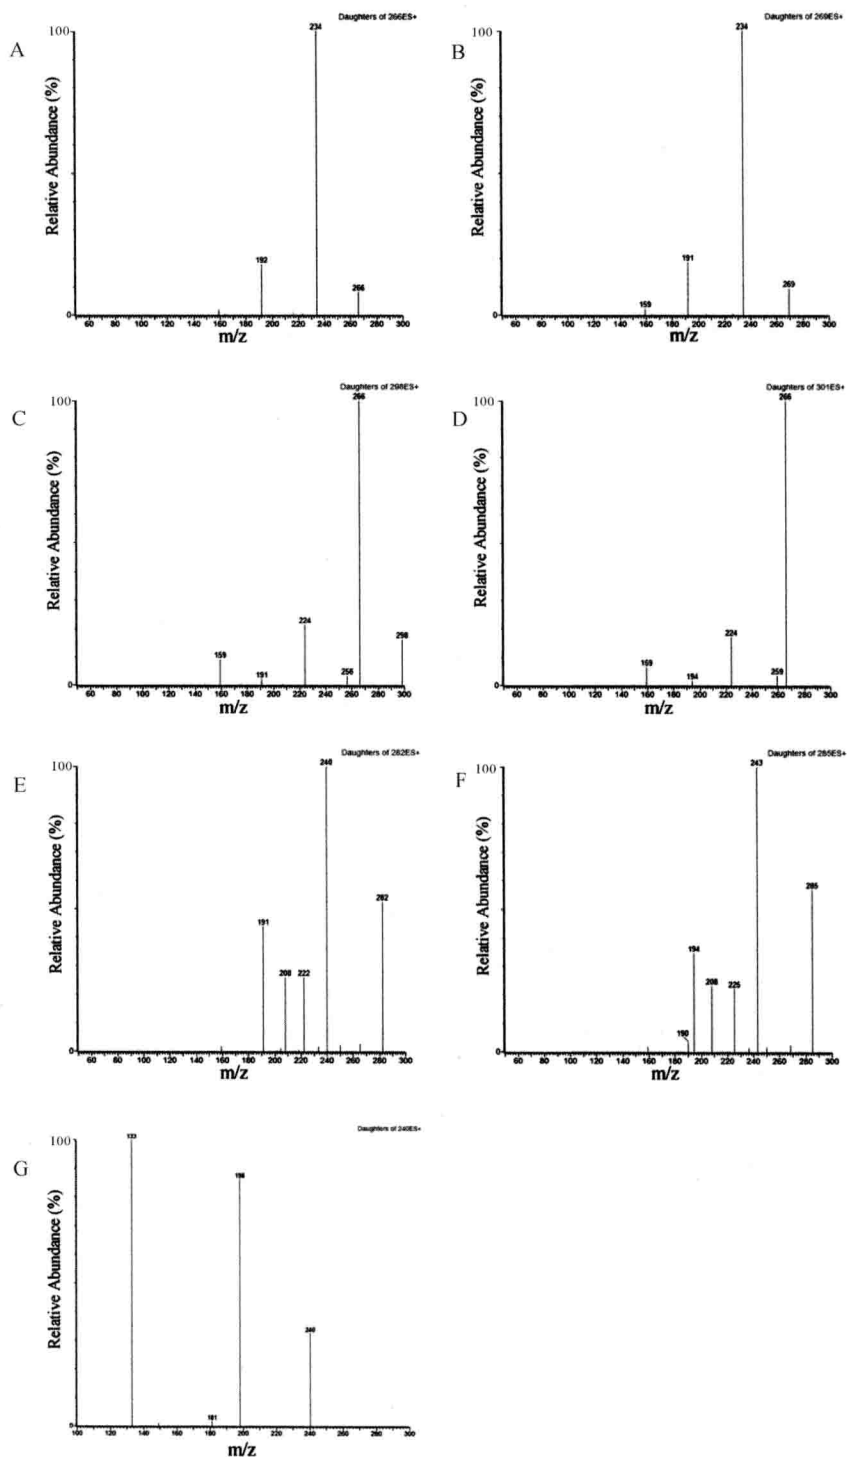 A
Daughters of 266ES+
100
234
192
266
Relative Abundance (%)
0
60 80 100 120 140 160 180 200 220 240 260 280 300
m/z
B
Daughters of 269ES+
100
234
191
269
159
Relative Abundance (%)
0
60 80 100 120 140 160 180 200 220 240 260 280 300
m/z
C
Daughters of 298ES+
100
266
224
298
159
191
256
Relative Abundance (%)
0
60 80 100 120 140 160 180 200 220 240 260 280 300
m/z
D
Daughters of 301ES+
100
266
224
159
194
259
Relative Abundance (%)
0
60 80 100 120 140 160 180 200 220 240 260 280 300
m/z
E
Daughters of 282ES+
100
240
282
191
208
222
Relative Abundance (%)
0
60 80 100 120 140 160 180 200 220 240 260 280 300
m/z
F
Daughters of 285ES+
100
243
285
194
208
225
190
Relative Abundance (%)
0
60 80 100 120 140 160 180 200 220 240 260 280 300
m/z
G
Daughters of 240ES+
100
133
198
240
181
Relative Abundance (%)
0
100 120 140 160 180 200 220 240 260 280 300
m/z